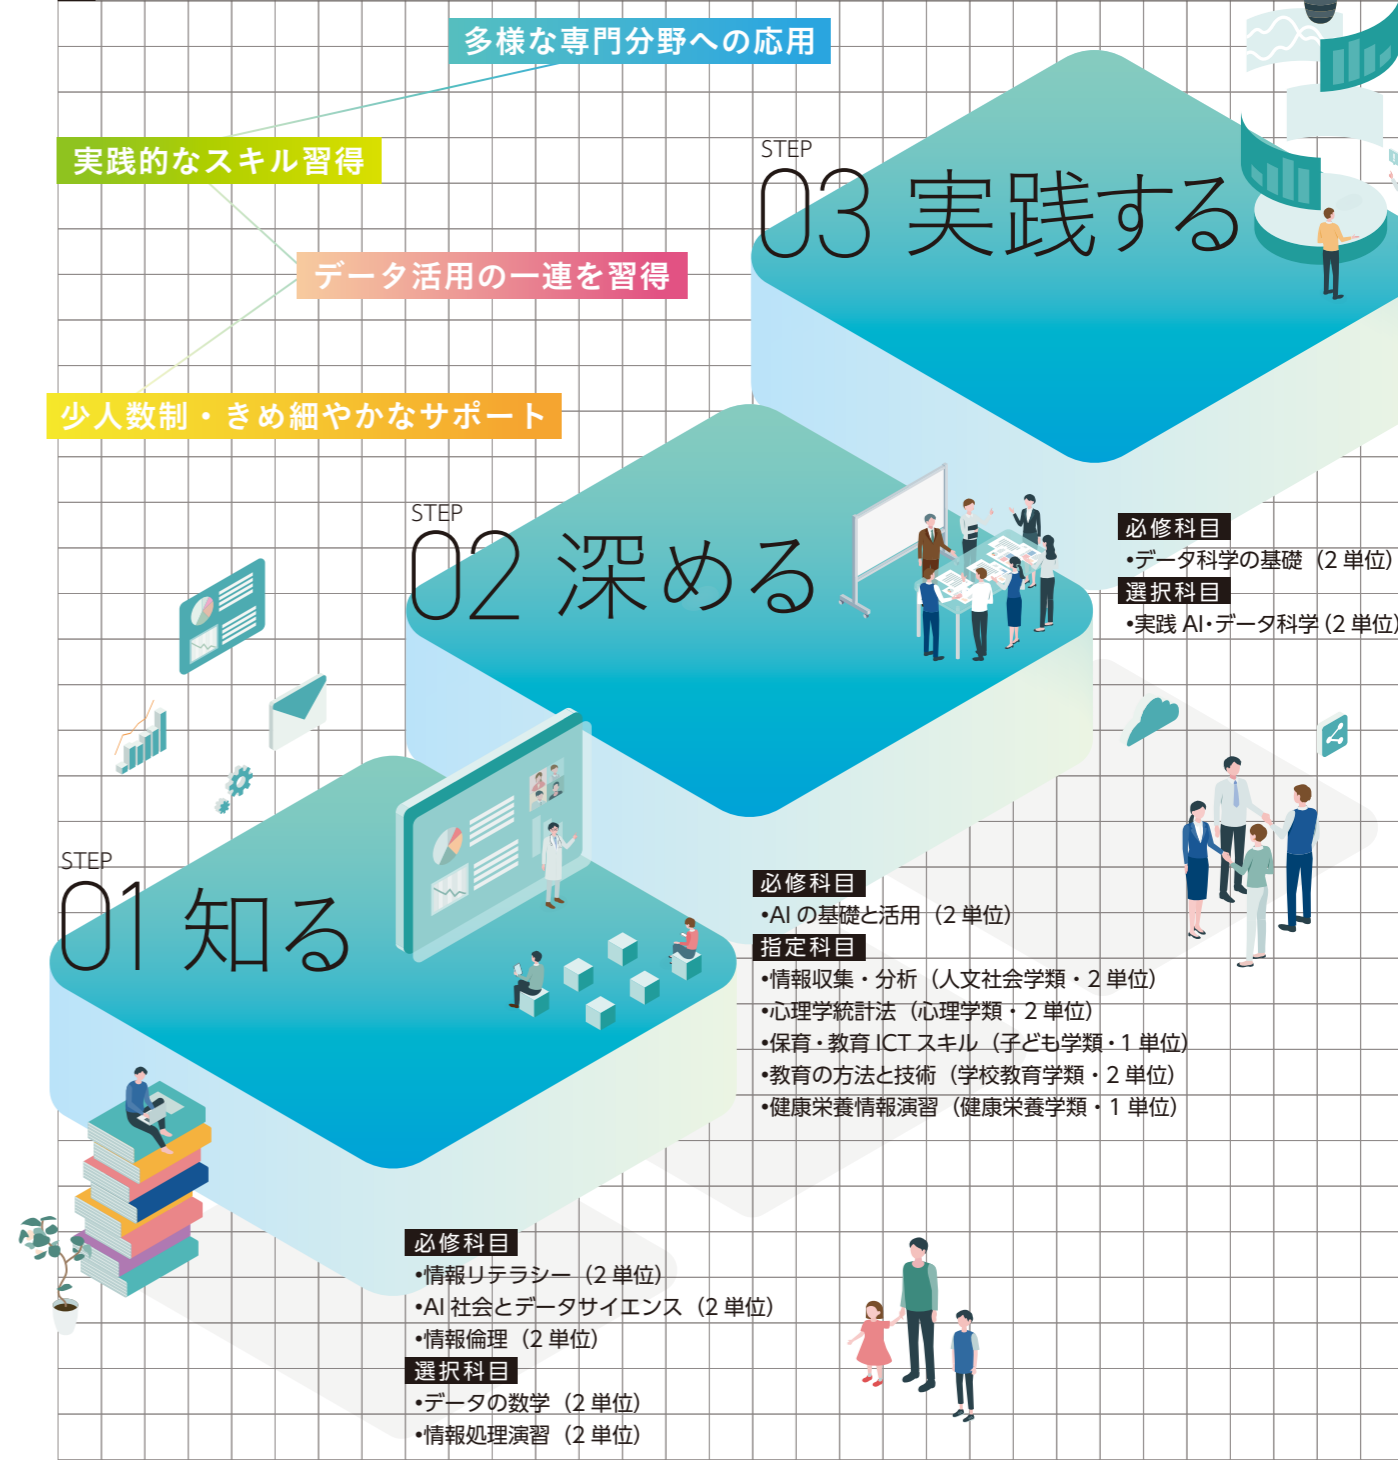 多様な専門分野への応用
実践的なスキル習得
データ活用の一連を習得
少人数制・きめ細やかなサポート
STEP
03 実践する
必修科目
•データ科学の基礎（2 単位）
選択科目
•実践 AI・データ科学（2 単位）
STEP
02 深める
必修科目
•AI の基礎と活用（2 単位）
指定科目
•情報収集・分析（人文社会学類・2 単位）
•心理学統計法（心理学類・2 単位）
•保育・教育 ICT スキル（子ども学類・1 単位）
•教育の方法と技術（学校教育学類・2 単位）
•健康栄養情報演習（健康栄養学類・1 単位）
STEP
01 知る
必修科目
•情報リテラシー（2 単位）
•AI 社会とデータサイエンス（2 単位）
•情報倫理（2 単位）
選択科目
•データの数学（2 単位）
•情報処理演習（2 単位）